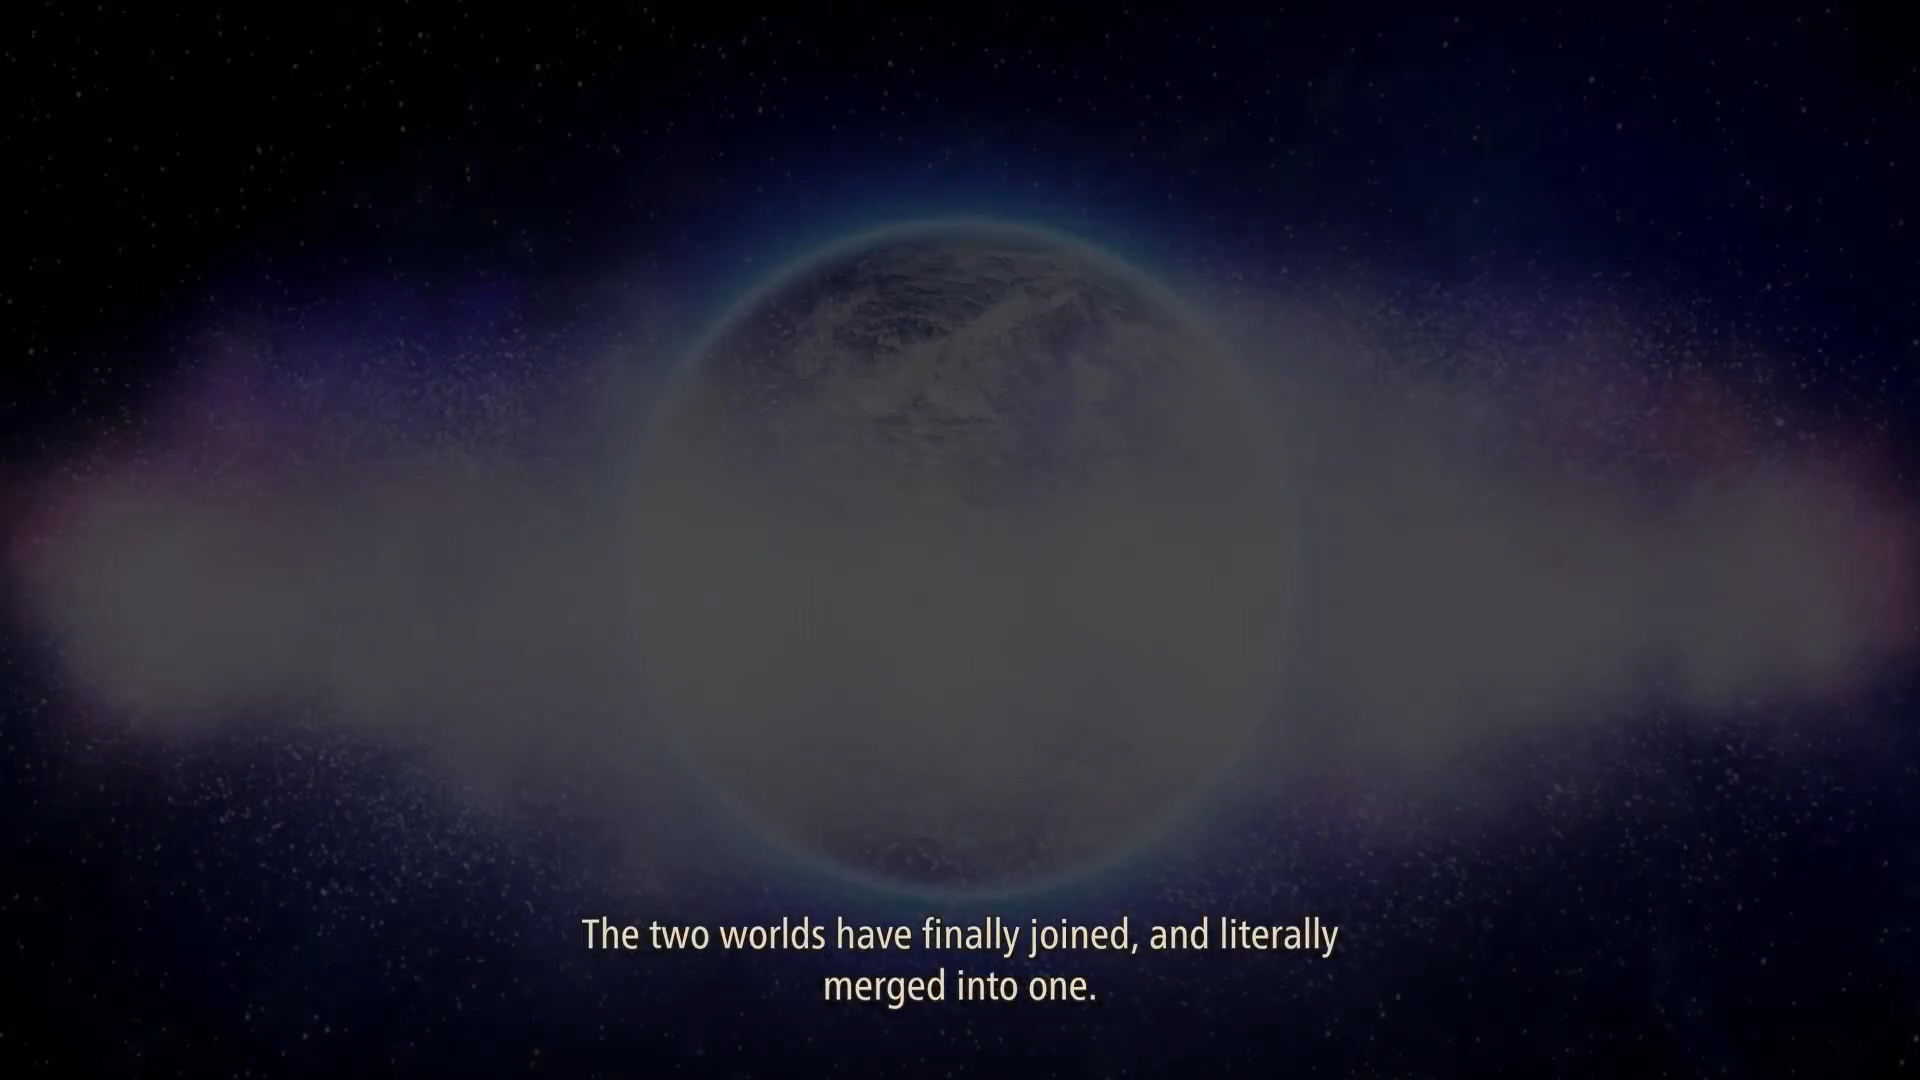 The two worlds have finally joined, and literally
merged into one.